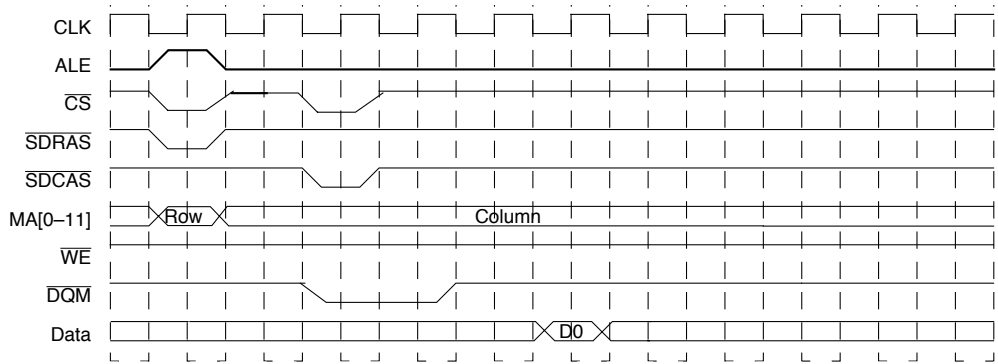 CLK
ALE
CS
SDRAS
SDCAS
MA[0–11] Row Column
WE
DQM
Data D0